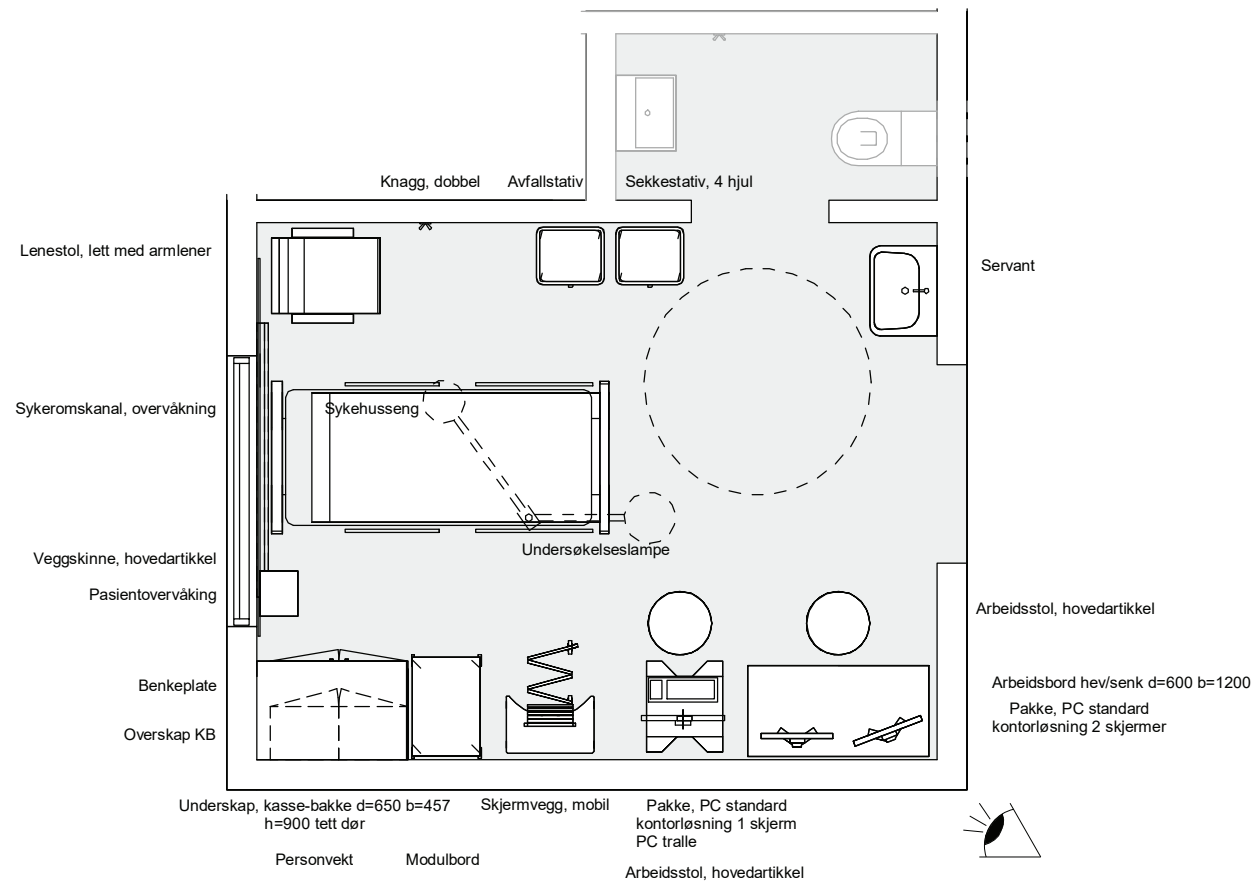 Knagg, dobbel
Avfallstativ
Sekkestativ, 4 hjul
Lenestol, lett med armlener
Servant
Sykeromskanal, overvåkning
Sykehusseng
Undersøkelseslampe
Veggskinne, hovedartikkel
Pasientovervåking
Arbeidsstol, hovedartikkel
Benkeplate
Arbeidsbord hev/senk d=600 b=1200
Pakke, PC standard
kontorløsning 2 skjermer
Overskap KB
Underskap, kasse-bakke d=650 b=457
h=900 tett dør
Skjermvegg, mobil
Pakke, PC standard
kontorløsning 1 skjerm
PC tralle
Personvekt
Modulbord
Arbeidsstol, hovedartikkel